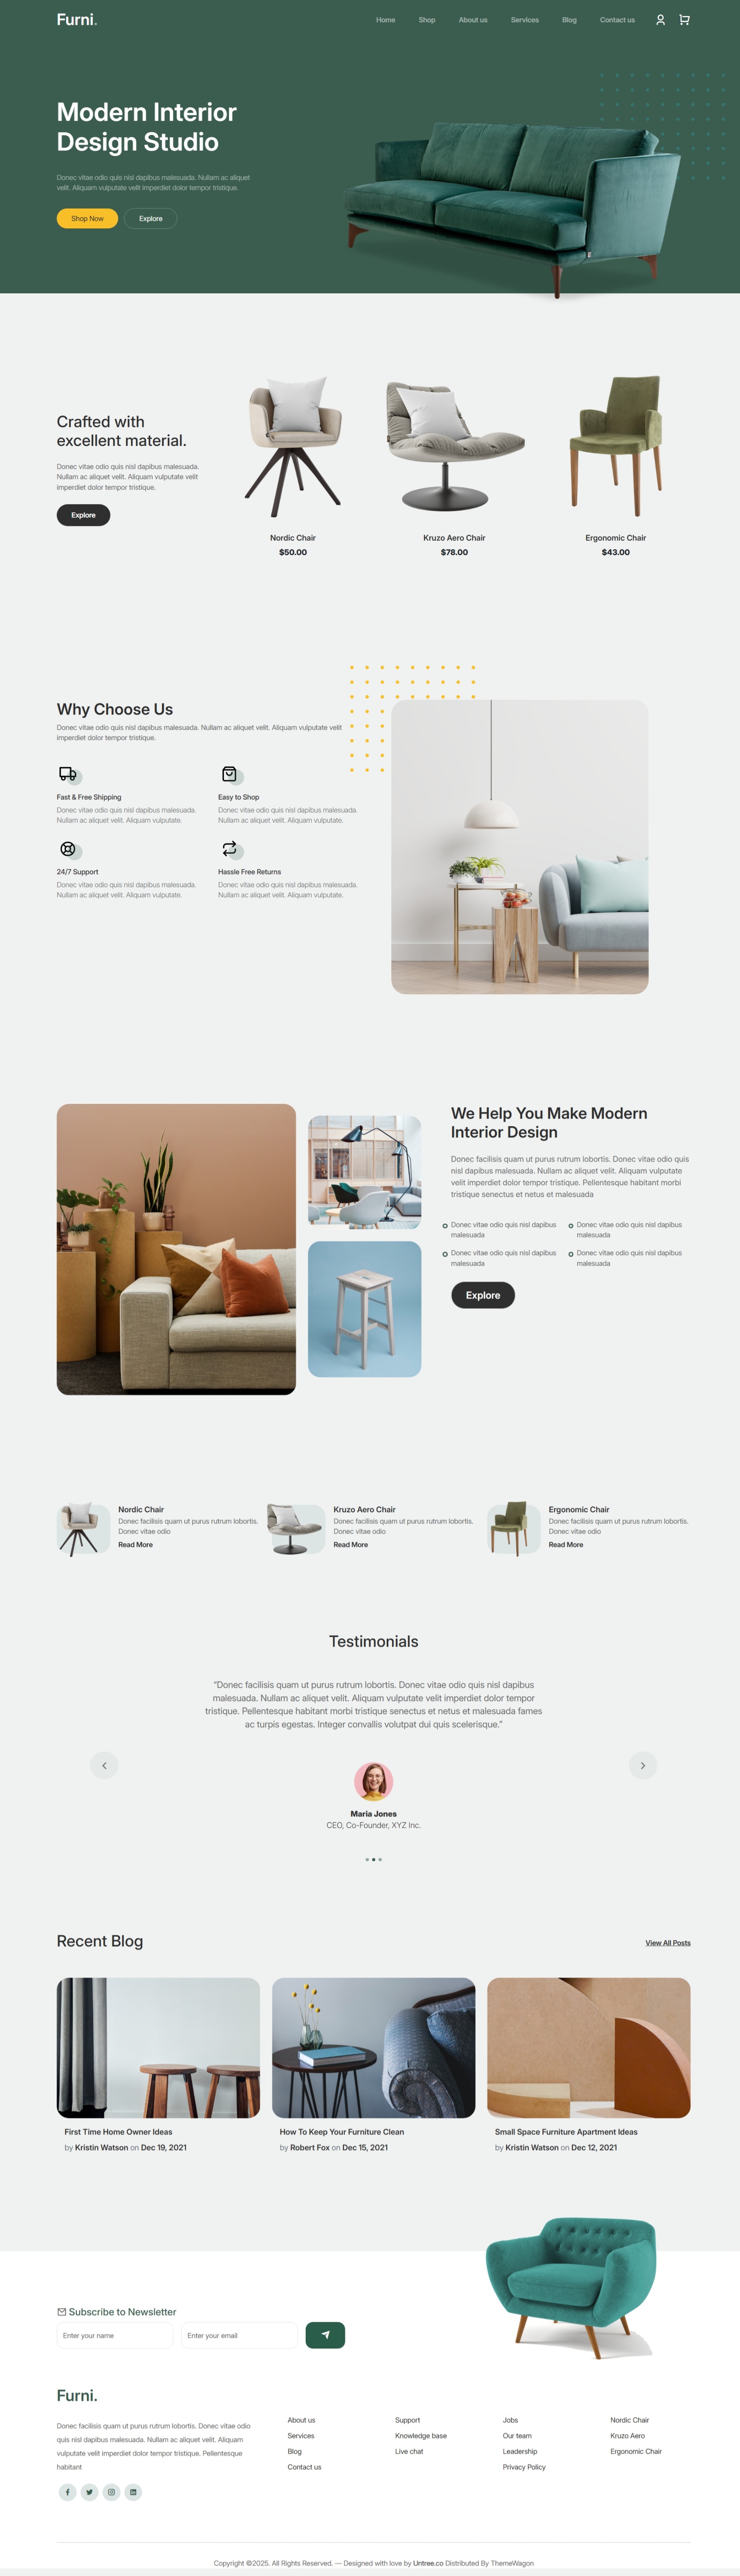 Furni.
Home
Shop
About us
Services
Blog
Contact us
Modern Interior
Design Studio
Donec vitae odio quis nisl dapibus malesuada. Nullam ac aliquet
velit. Aliquam vulputate velit imperdiet dolor tempor tristique.
Shop Now
Explore
Crafted with
excellent material.
Donec vitae odio quis nisl dapibus malesuada.
Nullam ac aliquet velit. Aliquam vulputate velit
imperdiet dolor tempor tristique.
Explore
Nordic Chair
$50.00
Kruzo Aero Chair
$78.00
Ergonomic Chair
$43.00
Why Choose Us
Donec vitae odio quis nisl dapibus malesuada. Nullam ac aliquet velit. Aliquam vulputate velit
imperdiet dolor tempor tristique.
Fast & Free Shipping
Donec vitae odio quis nisl dapibus malesuada.
Nullam ac aliquet velit. Aliquam vulputate.
Easy to Shop
Donec vitae odio quis nisl dapibus malesuada.
Nullam ac aliquet velit. Aliquam vulputate.
24/7 Support
Donec vitae odio quis nisl dapibus malesuada.
Nullam ac aliquet velit. Aliquam vulputate.
Hassle Free Returns
Donec vitae odio quis nisl dapibus malesuada.
Nullam ac aliquet velit. Aliquam vulputate.
We Help You Make Modern
Interior Design
Donec facilisis quam ut purus rutrum lobortis. Donec vitae odio quis
nisl dapibus malesuada. Nullam ac aliquet velit. Aliquam vulputate
velit imperdiet dolor tempor tristique. Pellentesque habitant morbi
tristique senectus et netus et malesuada
Donec vitae odio quis nisl dapibus
malesuada
Donec vitae odio quis nisl dapibus
malesuada
Donec vitae odio quis nisl dapibus
malesuada
Donec vitae odio quis nisl dapibus
malesuada
Explore
Nordic Chair
Donec facilisis quam ut purus rutrum lobortis.
Donec vitae odio
Read More
Kruzo Aero Chair
Donec facilisis quam ut purus rutrum lobortis.
Donec vitae odio
Read More
Ergonomic Chair
Donec facilisis quam ut purus rutrum lobortis.
Donec vitae odio
Read More
Testimonials
“Donec facilisis quam ut purus rutrum lobortis. Donec vitae odio quis nisl dapibus
malesuada. Nullam ac aliquet velit. Aliquam vulputate velit imperdiet dolor tempor
tristique. Pellentesque habitant morbi tristique senectus et netus et malesuada fames
ac turpis egestas. Integer convallis volutpat dui quis scelerisque.”
Maria Jones
CEO, Co-Founder, XYZ Inc.
Recent Blog
View All Posts
First Time Home Owner Ideas
by Kristin Watson on Dec 19, 2021
How To Keep Your Furniture Clean
by Robert Fox on Dec 15, 2021
Small Space Furniture Apartment Ideas
by Kristin Watson on Dec 12, 2021
Subscribe to Newsletter
Enter your name
Enter your email
Furni.
Donec facilisis quam ut purus rutrum lobortis. Donec vitae odio
quis nisl dapibus malesuada. Nullam ac aliquet velit. Aliquam
vulputate velit imperdiet dolor tempor tristique. Pellentesque
habitant
About us
Services
Blog
Contact us
Support
Knowledge base
Live chat
Jobs
Our team
Leadership
Privacy Policy
Nordic Chair
Kruzo Aero
Ergonomic Chair
Copyright ©2025. All Rights Reserved. — Designed with love by Untree.co Distributed By ThemeWagon